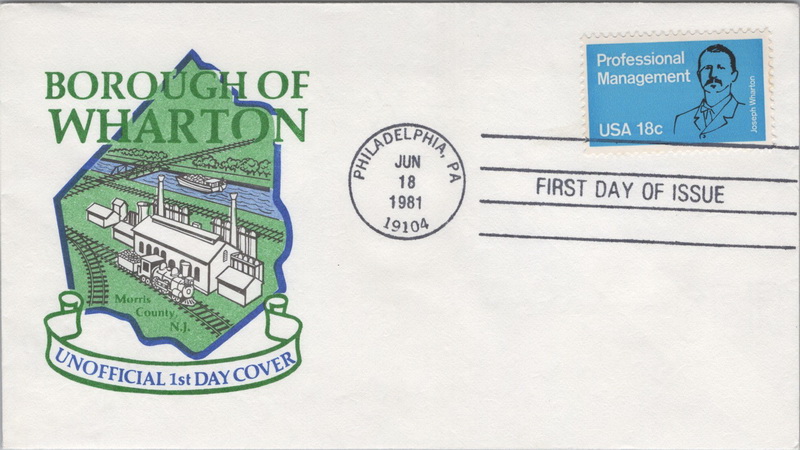 BOROUGH OF
WHARTON
Morris
County,
N.J.
UNOFFICIAL 1st DAY COVER
PHILADELPHIA, PA
JUN
18
1981
19104
FIRST DAY OF ISSUE
Professional
Management
USA 18c
Joseph Wharton